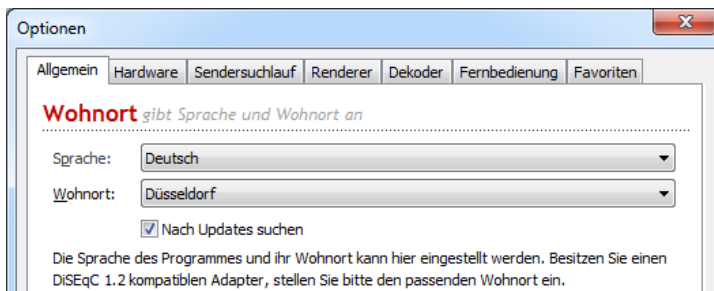 Optionen
Allgemein Hardware Sendersuchlauf Renderer Dekoder Fernbedienung Favoriten
Wohnort gibt Sprache und Wohnort an
Sprache: Deutsch
Wohnort: Düsseldorf
Nach Updates suchen
Die Sprache des Programmes und ihr Wohnort kann hier eingestellt werden. Besitzen Sie einen
DiSEqC 1.2 kompatiblen Adapter, stellen Sie bitte den passenden Wohnort ein.